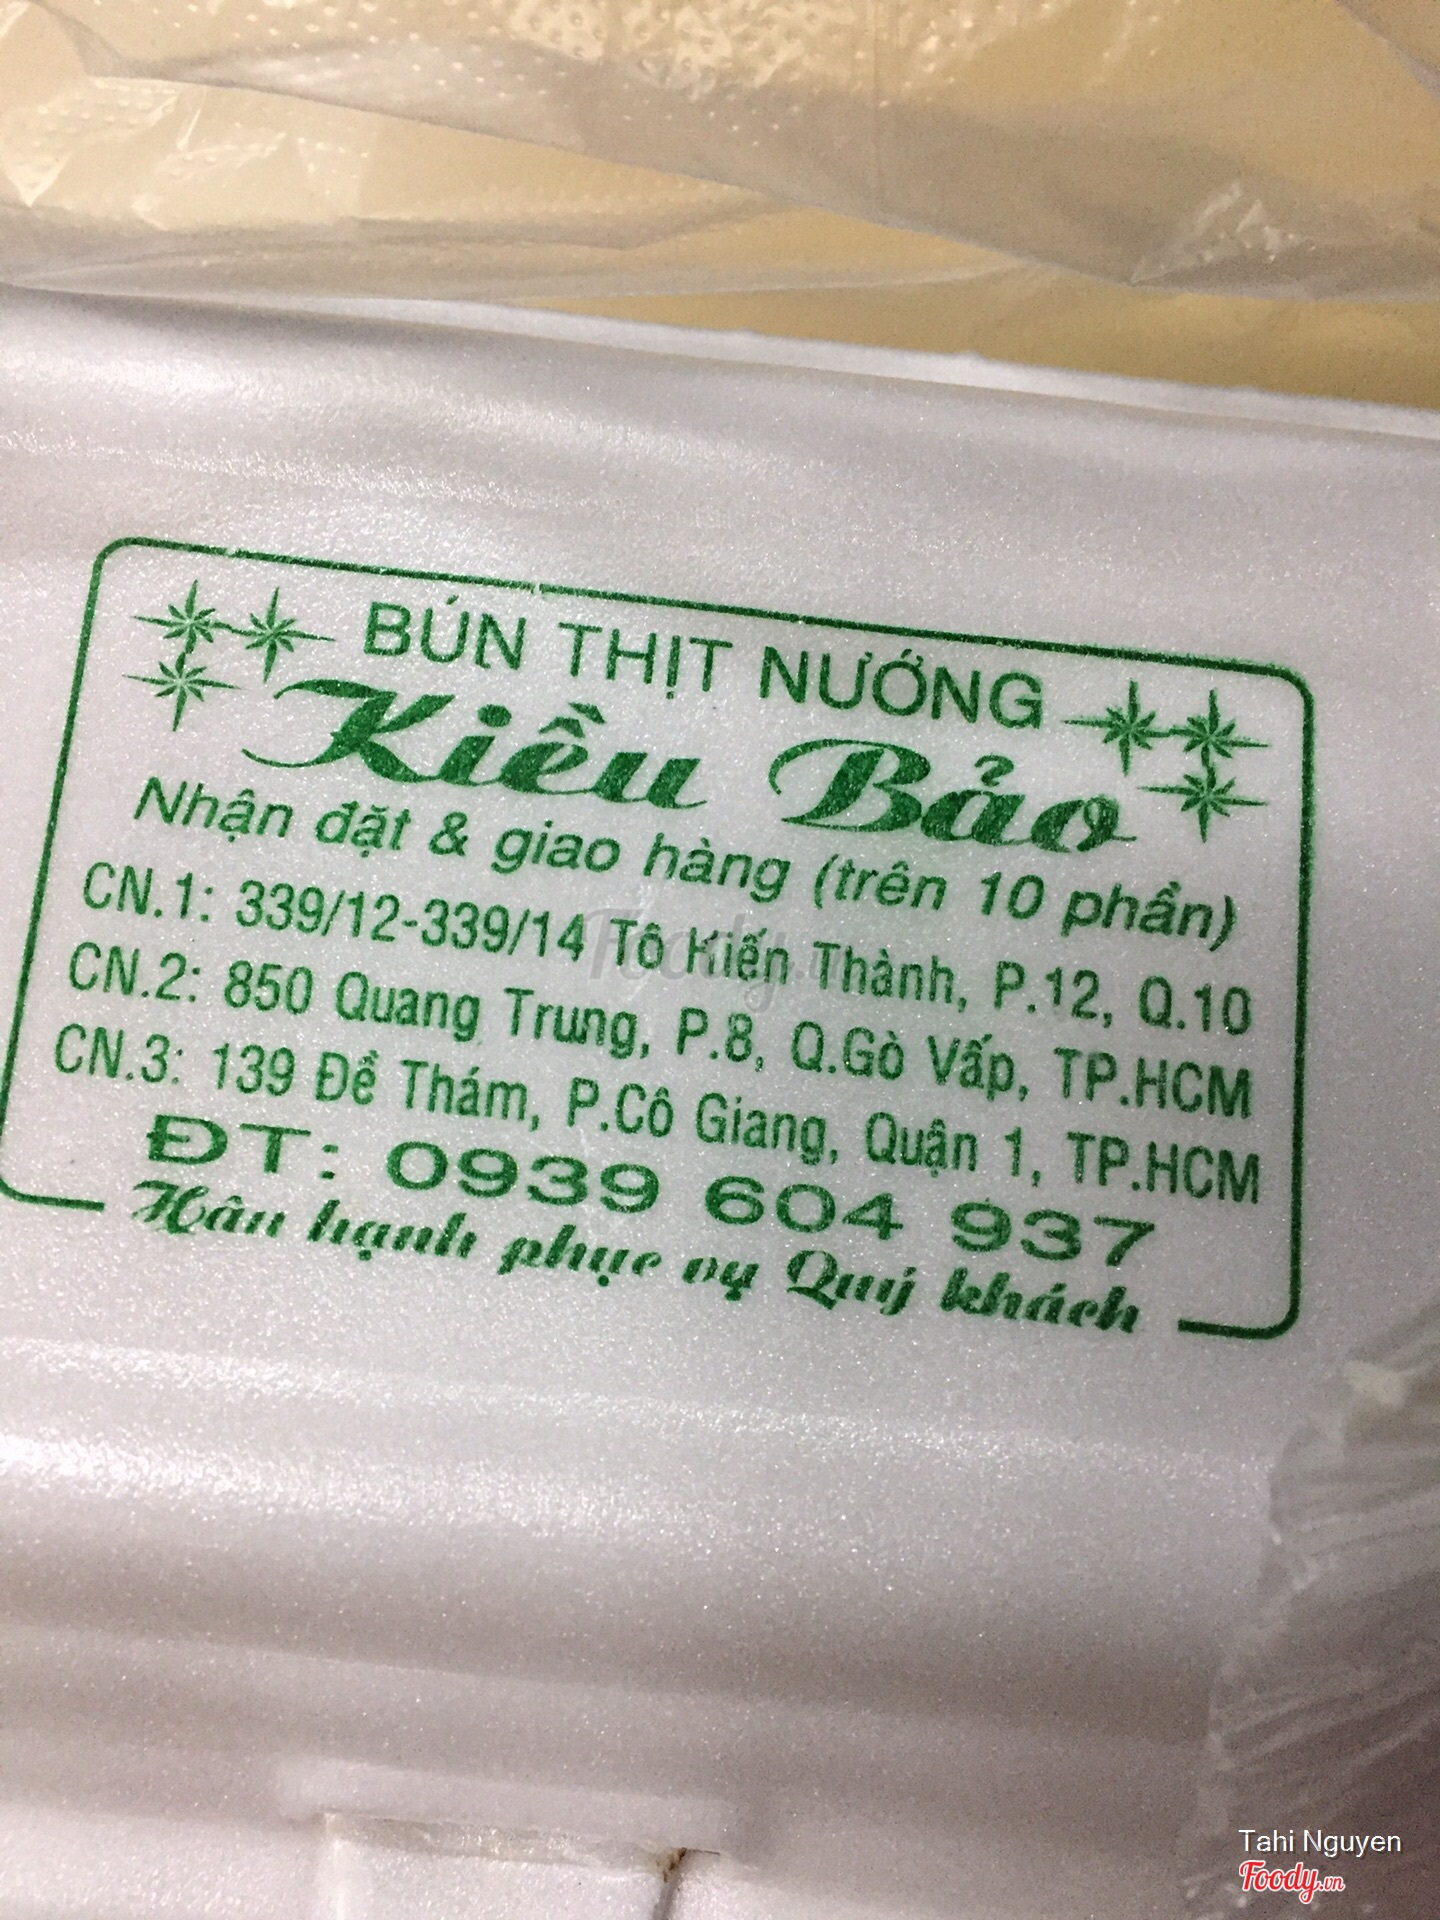 BÚN THỊT NƯỚNG
Kiều Bảo
Nhận đặt & giao hàng (trên 10 phần)
CN.1: 339/12-339/14 Tô Hiến Thành, P.12, Q.10
CN.2: 850 Quang Trung, P.8, Q.Gò Vấp, TP.HCM
CN.3: 139 Đề Thám, P.Cô Giang, Quận 1, TP.HCM
ĐT: 0939 604 937
Hân hạnh phục vụ Quý khách
Foody.vn
Tahi Nguyen
Foody.vn